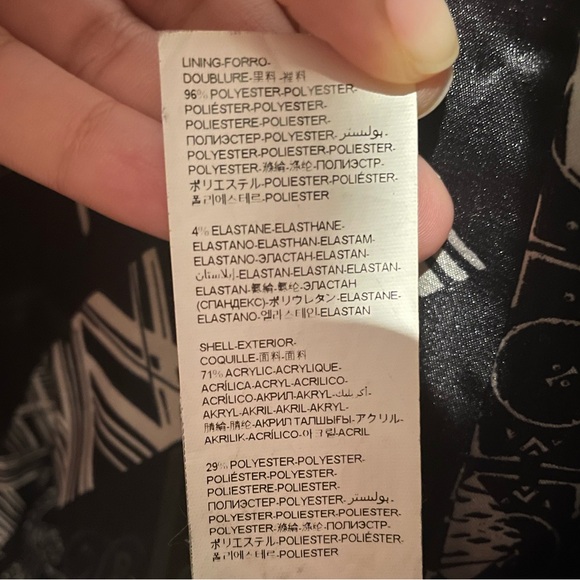 LINING-FORRO-
DOUBLURE-里料-裡料
96% POLYESTER-POLYESTER-
POLIÉSTER-POLYESTER-
POLIESTERE-POLIESTER-
ПОЛИЭСТЕР-POLYESTER-بوليستر-
POLYESTER-POLIESTER-POLIESTER-
POLYESTER-滌綸-涤纶-ПОЛИЭСТР-
ポリエステル-POLIESTER-POLIÉSTER-
폴리에스테르-POLIESTER
4% ELASTANE-ELASTHANE-
ELASTANO-ELASTHAN-ELASTAM-
ELASTANO-ЭЛАСТАН-ELASTAN-
إيلاستان-ELASTAN-ELASTAN-ELASTAN-
ELASTAN-氨綸-氨纶-ЭЛАСТАН
(СПАНДЕКС)-ポリウレタン-ELASTANE-
ELASTANO-엘라스테인-ELASTAN
SHELL-EXTERIOR-
COQUILLE-面料-面料
71% ACRYLIC-ACRYLIQUE-
ACRÍLICA-ACRYL-ACRILICO-
ACRÍLICO-АКРИЛ-AKRYL-أكريليك-
AKRYL-AKRIL-AKRIL-AKRYL-
腈綸-腈纶-АКРИЛ ТАЛШЫҒЫ-アクリル-
AKRILIK-ACRÍLICO-아크릴-ACRIL
29% POLYESTER-POLYESTER-
POLIÉSTER-POLYESTER-
POLIESTERE-POLIESTER-
ПОЛИЭСТЕР-POLYESTER-بوليستر-
POLYESTER-POLIESTER-POLIESTER-
POLYESTER-滌綸-涤纶-ПОЛИЭСТР-
ポリエステル-POLIESTER-POLIÉSTER-
폴리에스테르-POLIESTER